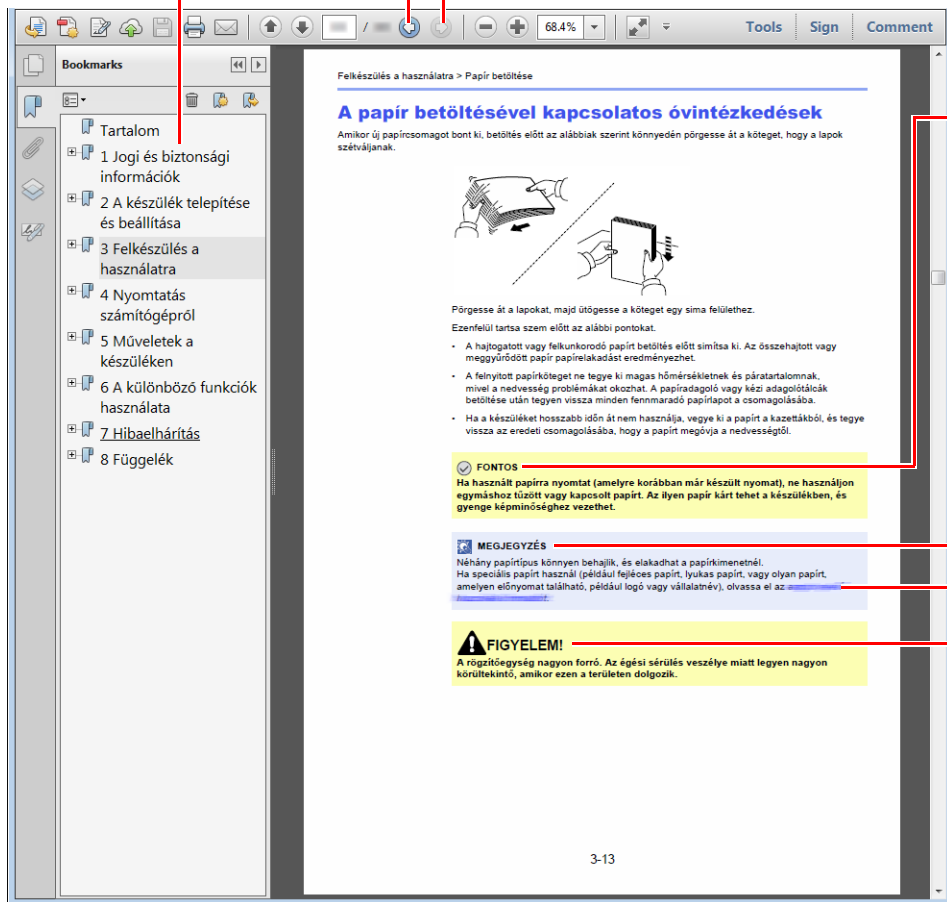 / 68.4% Tools Sign Comment
Bookmarks
Tartalom
1 Jogi és biztonsági
információk
2 A készülék telepítése
és beállítása
3 Felkészülés a
használatra
4 Nyomtatás
számítógépről
5 Műveletek a
készüléken
6 A különböző funkciók
használata
7 Hibaelhárítás
8 Függelék
Felkészülés a használatra > Papír betöltése
A papír betöltésével kapcsolatos óvintézkedések
Amikor új papírcsomagot bont ki, betöltés előtt az alábbiak szerint könnyedén pörgesse át a köteget, hogy a lapok
szétváljanak.
Pörgesse át a lapokat, majd ütögesse a köteget egy sima felülethez.
Ezenfelül tartsa szem előtt az alábbi pontokat.
• A hajtogatott vagy felkunkorodó papírt betöltés előtt simítsa ki. Az összehajtott vagy
meggyűrődött papír papírelakadást eredményezhet.
• A felnyitott papírköteget ne tegye ki magas hőmérsékletnek és páratartalomnak,
mivel a nedvesség problémákat okozhat. A papíradagoló vagy kézi adagolótálcák
betöltése után tegyen vissza minden fennmaradó papírlapot a csomagolásába.
• Ha a készüléket hosszabb időn át nem használja, vegye ki a papírt a kazettákból, és tegye
vissza az eredeti csomagolásába, hogy a papírt megóvja a nedvességtől.
FONTOS
Ha használt papírra nyomtat (amelyre korábban már készült nyomat), ne használjon
egymáshoz tűzött vagy kapcsolt papírt. Az ilyen papír kárt tehet a készülékben, és
gyenge képminőséghez vezethet.
MEGJEGYZÉS
Néhány papírtípus könnyen behajlik, és elakadhat a papírkimenetnél.
Ha speciális papírt használ (például fejléces papírt, lyukas papírt, vagy olyan papírt,
amelyen előnyomat található, például logó vagy vállalatnév), olvassa el az
FIGYELEM!
A rögzítőegység nagyon forró. Az égési sérülés veszélye miatt legyen nagyon
körültekintő, amikor ezen a területen dolgozik.
3-13